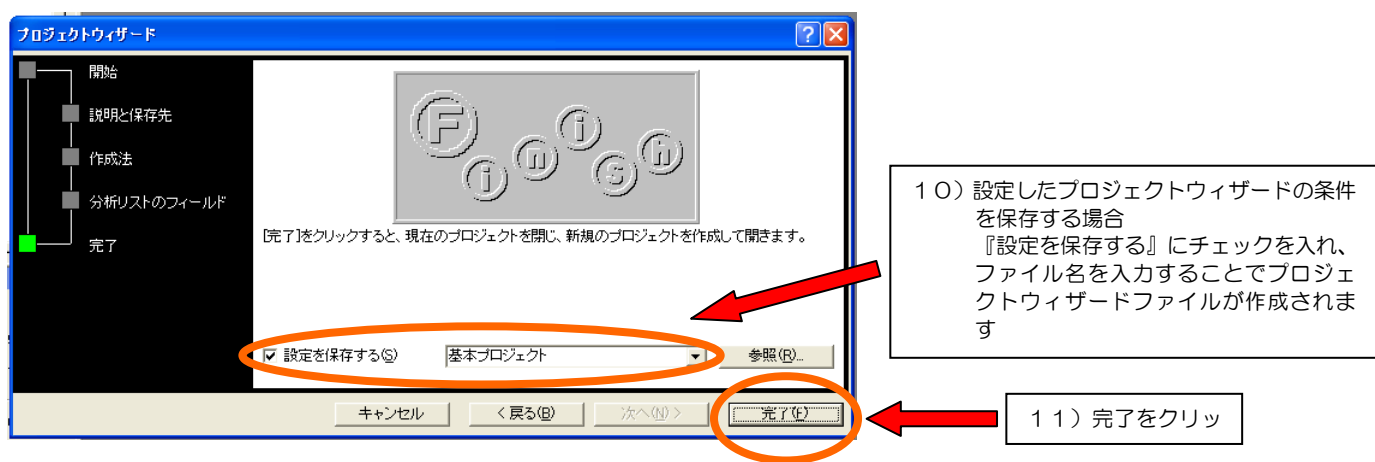 プロジェクトウィザード
開始
説明と保存先
作成法
分析リストのフィールド
完了
Finish
[完了]をクリックすると、現在のプロジェクトを閉じ、新規のプロジェクトを作成して開きます。
設定を保存する(S)
基本プロジェクト
参照(R)...
キャンセル
< 戻る(B)
次へ(N) >
完了(F)
10）設定したプロジェクトウィザードの条件
を保存する場合
『設定を保存する』にチェックを入れ、
ファイル名を入力することでプロジェ
クトウィザードファイルが作成されま
す
11）完了をクリッ